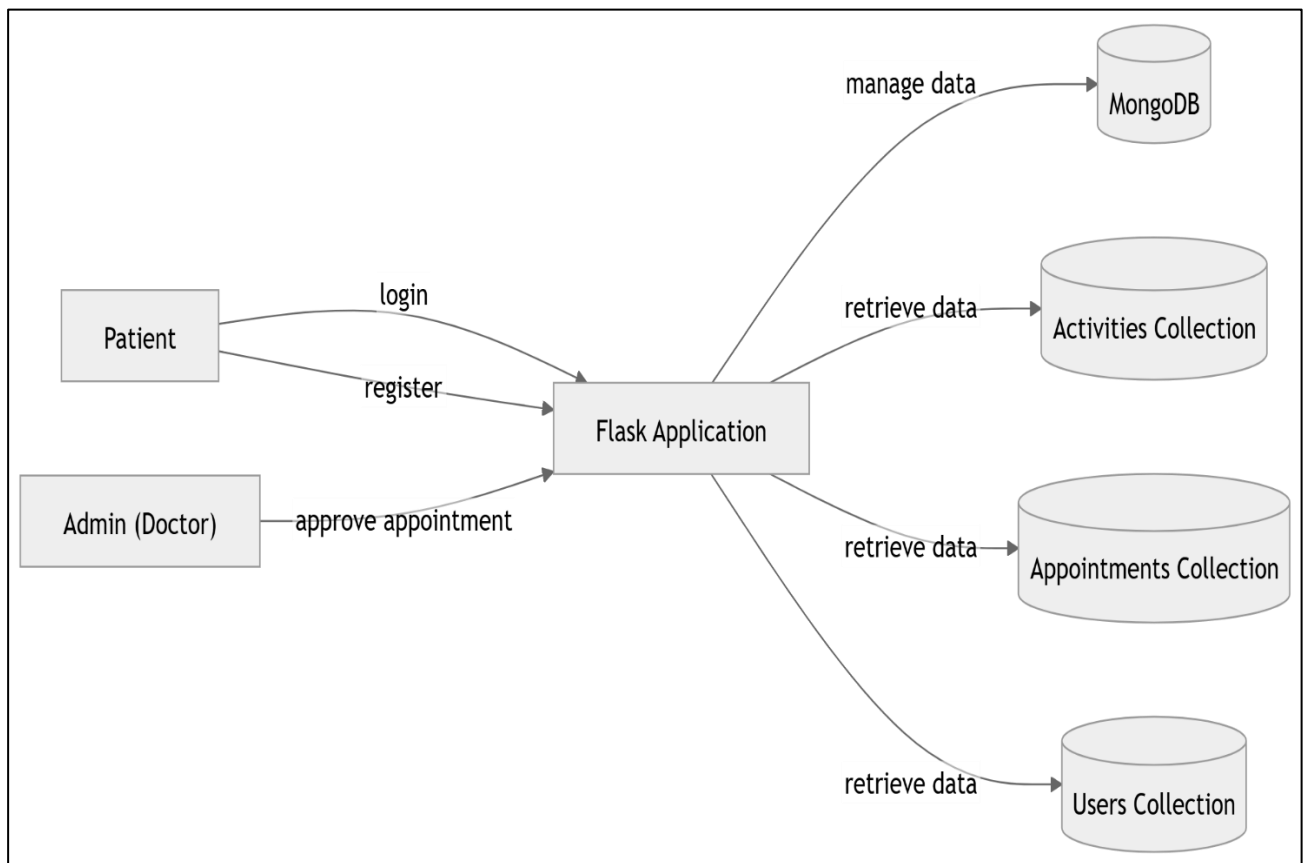 manage data
MongoDB
login
retrieve data
Activities Collection
Patient
register
Flask Application
Admin (Doctor)
approve appointment
retrieve data
Appointments Collection
retrieve data
Users Collection